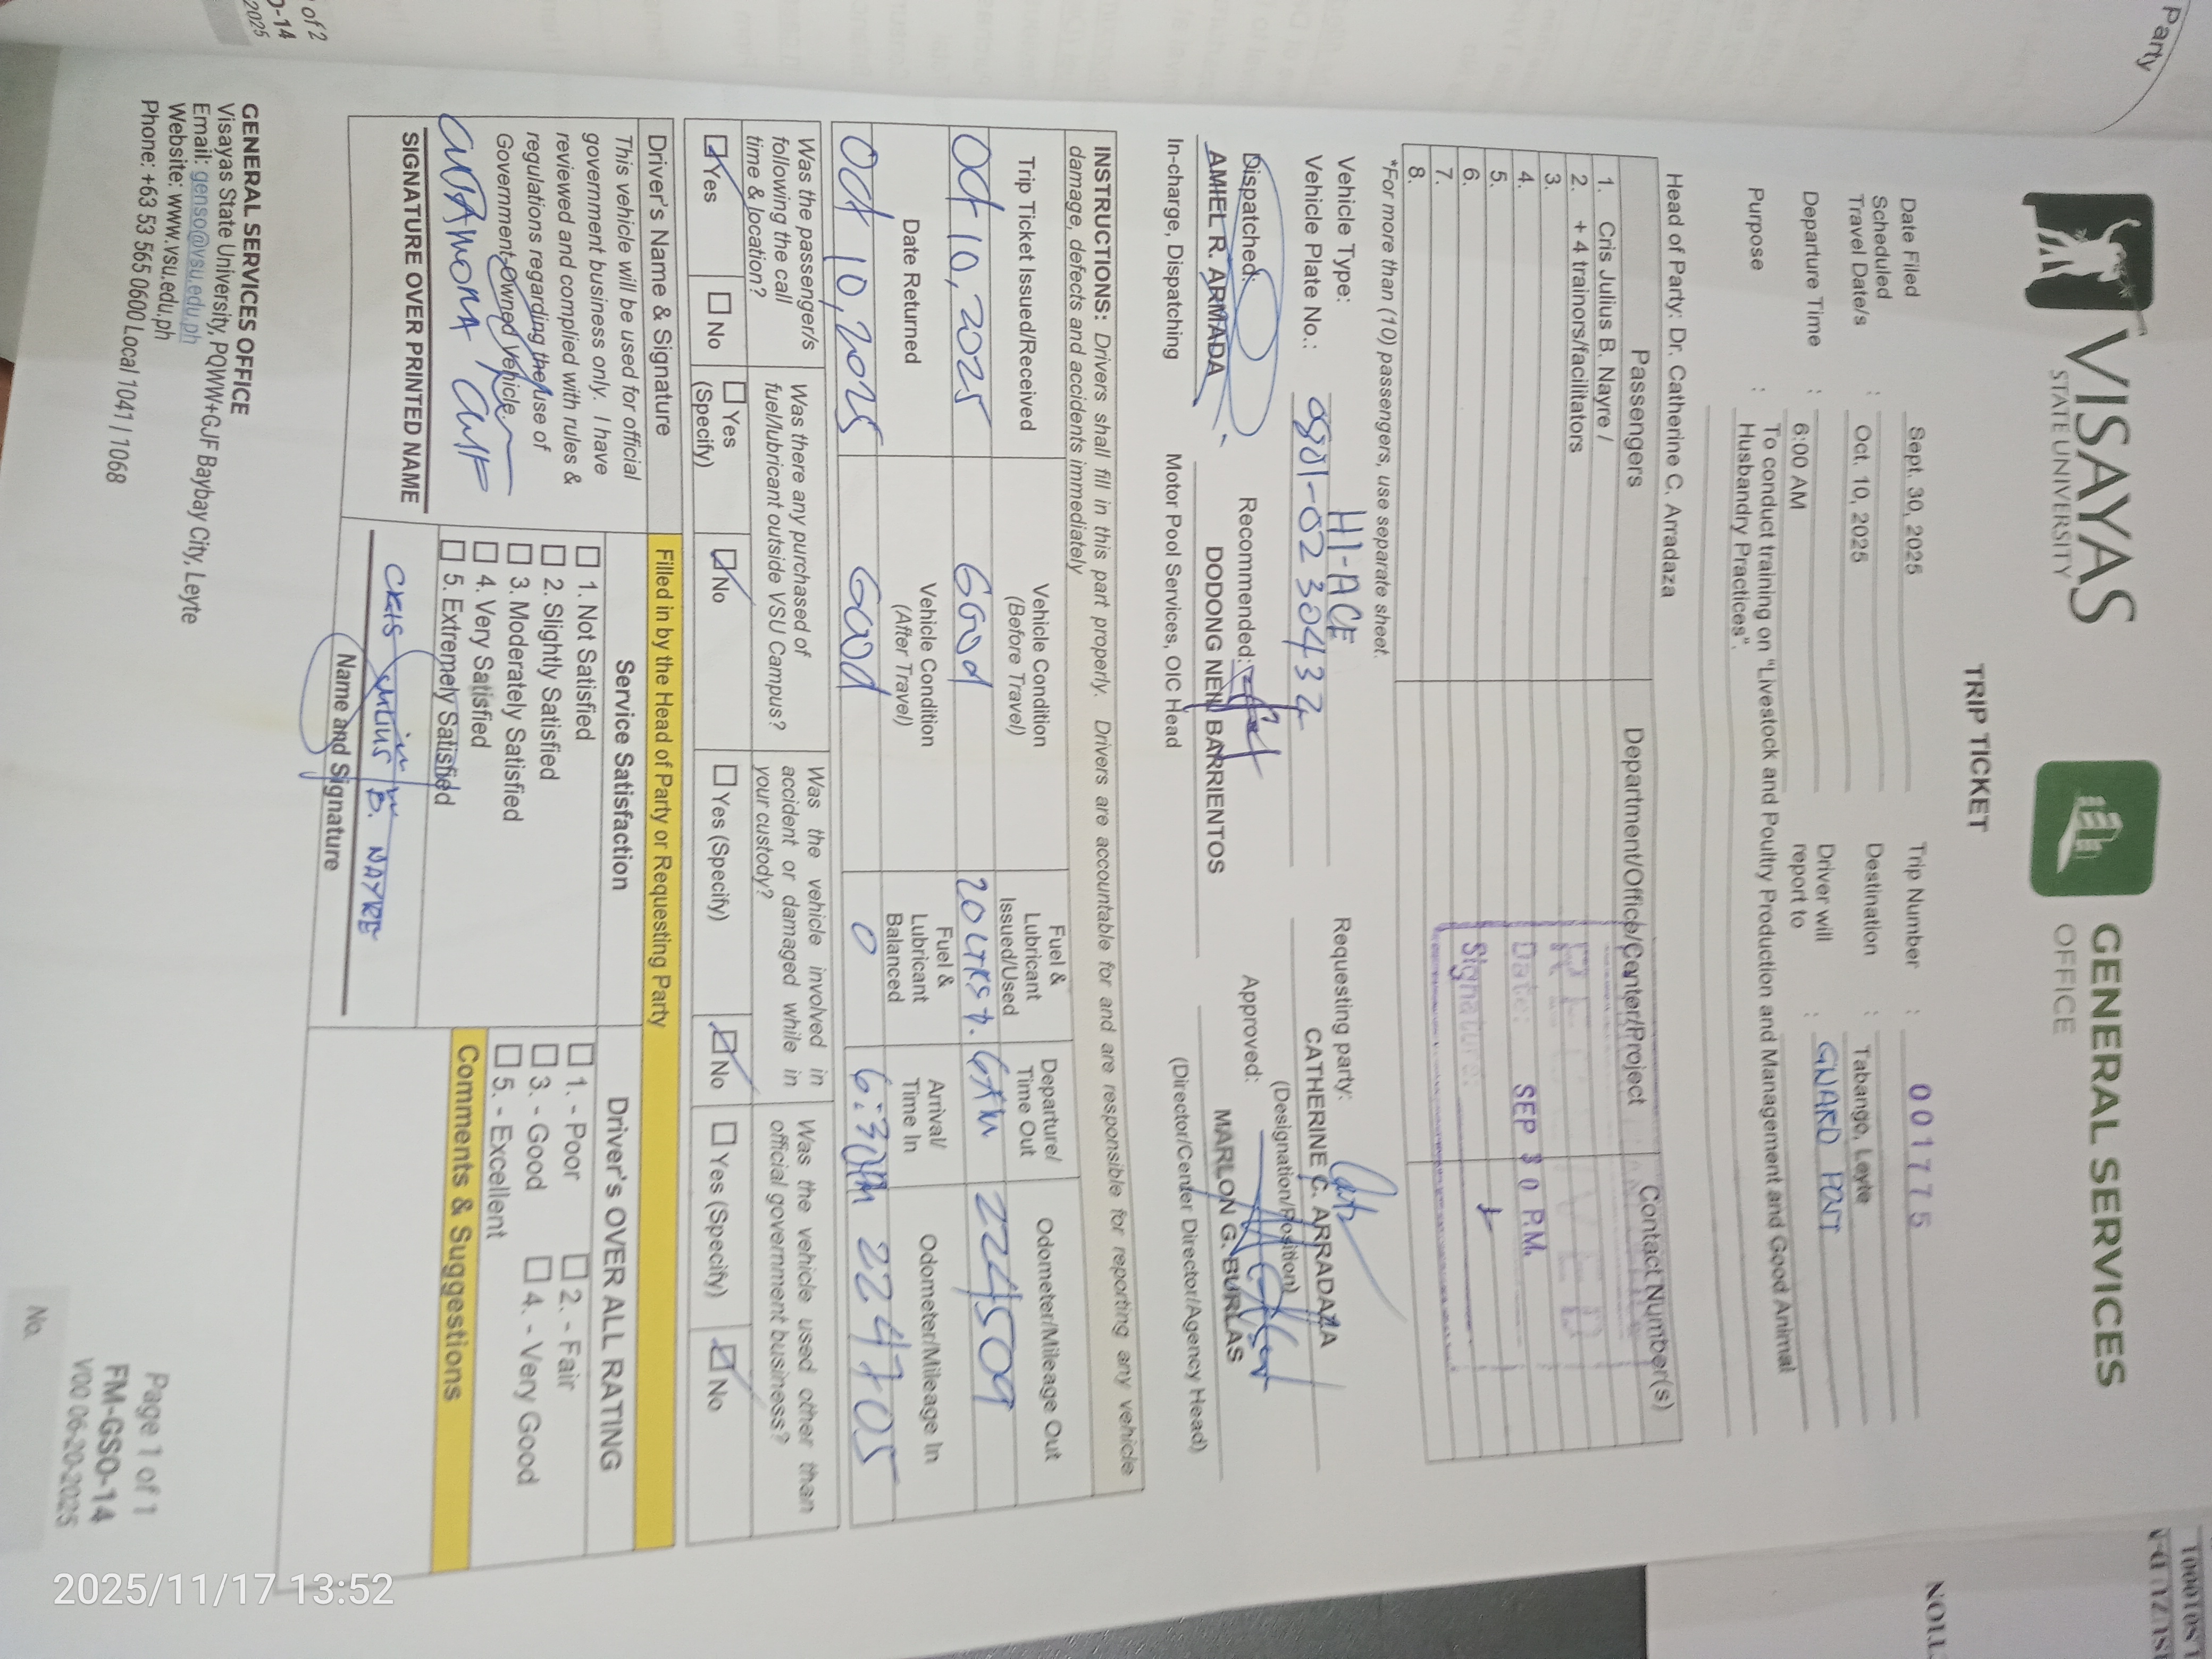 Party
VISAYAS
STATE UNIVERSITY
GENERAL SERVICES
OFFICE
TRIP TICKET
Date Filed
Sept. 30, 2025
Trip Number : 001775
Scheduled
Travel Date/s : Oct. 10, 2025
Destination : Tabango, Leyte
Departure Time : 6:00 AM
Driver will
report to : GUARD POST
Purpose : To conduct training on "Livestock and Poultry Production and Management and Good Animal
Husbandry Practices".
Head of Party: Dr. Catherine C. Arradaza
Passengers
Department/Office/Center/Project
Contact Number(s)
1. Cris Julius B. Nayre /
2. + 4 trainors/facilitators
3.
4.
5.
6.
7.
8.
RECEIVED
Date: SEP 30 P.M.
Signature:
*For more than (10) passengers, use separate sheet.
Vehicle Type: HI-ACE
Vehicle Plate No.: 0801-02 30432
Requesting party:
CATHERINE C. ARRADAZA
(Designation/Position)
Dispatched:
AMIEL R. ARMADA
In-charge, Dispatching
Recommended:
DODONG NEHL BARRIENTOS
Motor Pool Services, OIC Head
Approved:
MARLON G. BURLAS
(Director/Center Director/Agency Head)
INSTRUCTIONS: Drivers shall fill in this part properly. Drivers are accountable for and are responsible for reporting any vehicle
damage, defects and accidents immediately
Trip Ticket Issued/Received
Vehicle Condition
(Before Travel)
Fuel &
Lubricant
Issued/Used
Departure/
Time Out
Odometer/Mileage Out
Oct 10, 2025
Good
20 LTRS
6AM
224509
Date Returned
Vehicle Condition
(After Travel)
Fuel &
Lubricant
Balanced
Arrival/
Time In
Odometer/Mileage In
Oct 10, 2025
Good
0
6:30PM
224705
Was the passenger/s
following the call
time & location?
Was there any purchased of
fuel/lubricant outside VSU Campus?
Was the vehicle involved in
accident or damaged while in
your custody?
Was the vehicle used other than
official government business?
Yes
No
Yes
(Specify)
No
Yes (Specify)
No
Yes (Specify)
No
Driver's Name & Signature
Filled in by the Head of Party or Requesting Party
This vehicle will be used for official
government business only. I have
reviewed and complied with rules &
regulations regarding the use of
Government-Owned Vehicle.
SIGNATURE OVER PRINTED NAME
Service Satisfaction
1. Not Satisfied
2. Slightly Satisfied
3. Moderately Satisfied
4. Very Satisfied
5. Extremely Satisfied
CRIS JULIUS B. NAYRE
Name and Signature
Driver's OVER ALL RATING
1. - Poor
2. - Fair
3. - Good
4. - Very Good
5. - Excellent
Comments & Suggestions
GENERAL SERVICES OFFICE
Visayas State University, PQWW+GJF Baybay City, Leyte
Email: genso@vsu.edu.ph
Website: www.vsu.edu.ph
Phone: +63 53 565 0600 Local 1041 | 1068
Page 1 of 1
FM-GSO-14
V00 06-20-2025
No.
of 2
-14
2025
2025/11/17 13:52